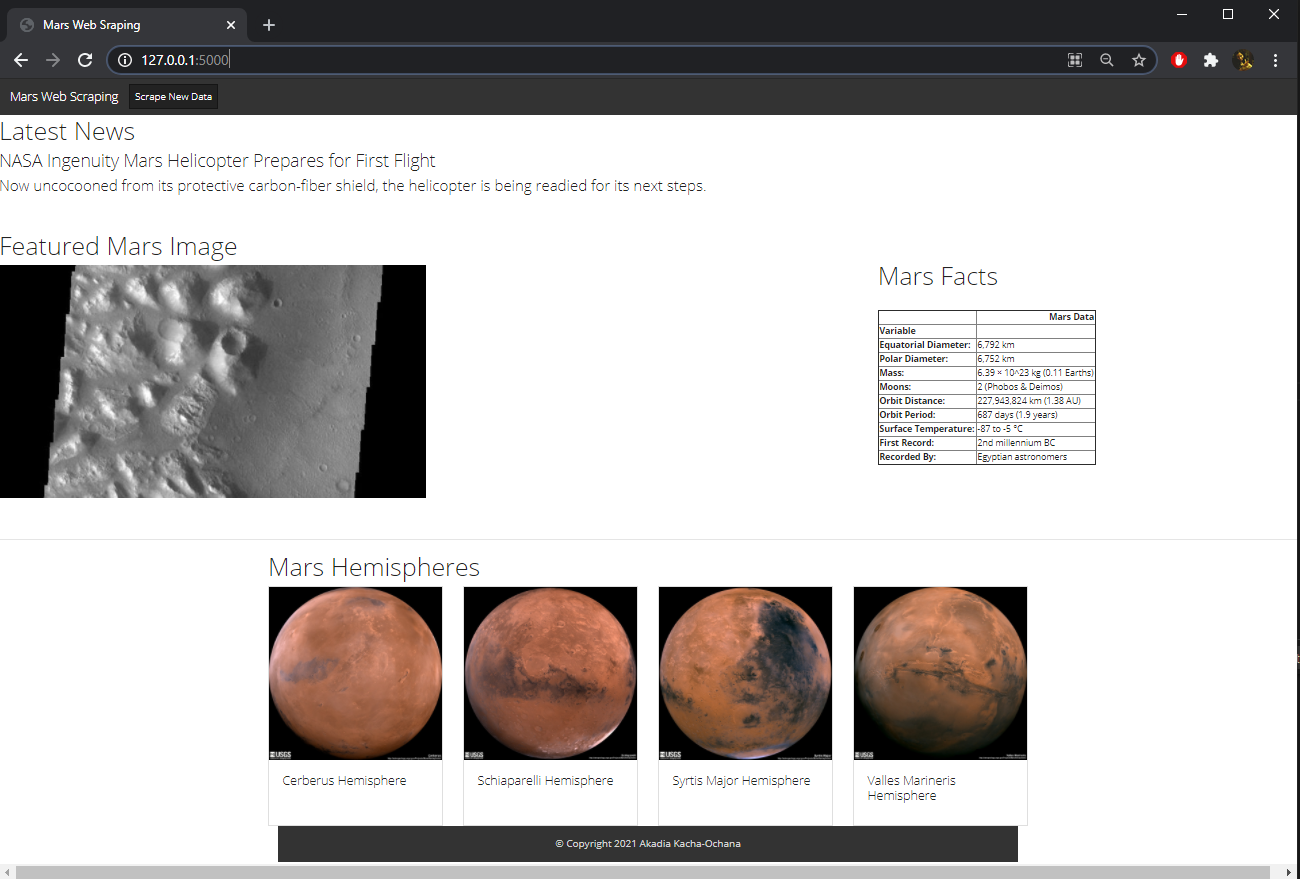 Mars Web Sraping
127.0.0.1:5000
Mars Web Scraping Scrape New Data
Latest News
NASA Ingenuity Mars Helicopter Prepares for First Flight
Now uncocooned from its protective carbon-fiber shield, the helicopter is being readied for its next steps.
Featured Mars Image
Mars Facts
Mars Data
Variable
Equatorial Diameter: 6,792 km
Polar Diameter: 6,752 km
Mass: 6.39 × 10^23 kg (0.11 Earths)
Moons: 2 (Phobos & Deimos)
Orbit Distance: 227,943,824 km (1.38 AU)
Orbit Period: 687 days (1.9 years)
Surface Temperature: -87 to -5 °C
First Record: 2nd millennium BC
Recorded By: Egyptian astronomers
Mars Hemispheres
USGS
USGS
USGS
USGS
Cerberus Hemisphere
Schiaparelli Hemisphere
Syrtis Major Hemisphere
Valles Marineris
Hemisphere
© Copyright 2021 Akadia Kacha-Ochana